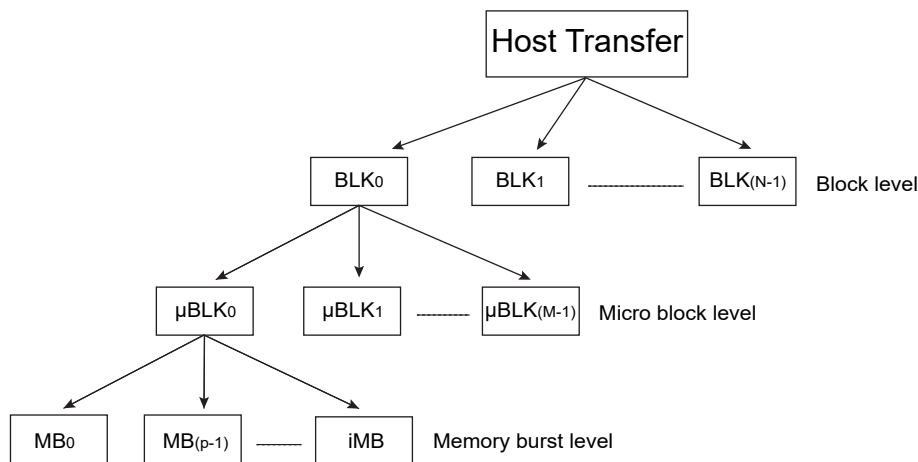 Host Transfer
BLK0 BLK1 BLK(N-1) Block level
µBLK0 µBLK1 µBLK(M-1) Micro block level
MB0 MB(p-1) iMB Memory burst level